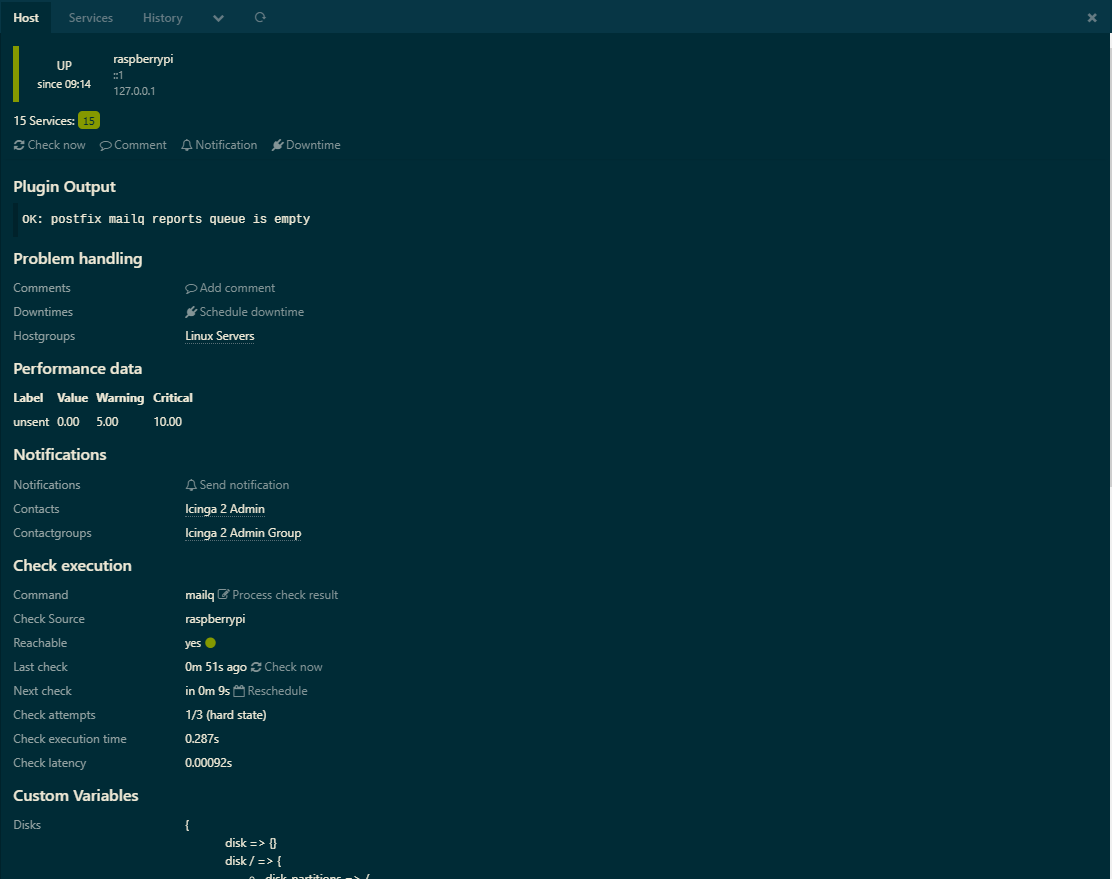 Host Services History
UP
since 09:14
raspberrypi
::1
127.0.0.1
15 Services: 15
Check now Comment Notification Downtime
Plugin Output
OK: postfix mailq reports queue is empty
Problem handling
Comments Add comment
Downtimes Schedule downtime
Hostgroups Linux Servers
Performance data
Label Value Warning Critical
unsent 0.00 5.00 10.00
Notifications
Notifications Send notification
Contacts Icinga 2 Admin
Contactgroups Icinga 2 Admin Group
Check execution
Command mailq Process check result
Check Source raspberrypi
Reachable yes
Last check 0m 51s ago Check now
Next check in 0m 9s Reschedule
Check attempts 1/3 (hard state)
Check execution time 0.287s
Check latency 0.00092s
Custom Variables
Disks {
disk => {}
disk / => {
disk_partitions => /